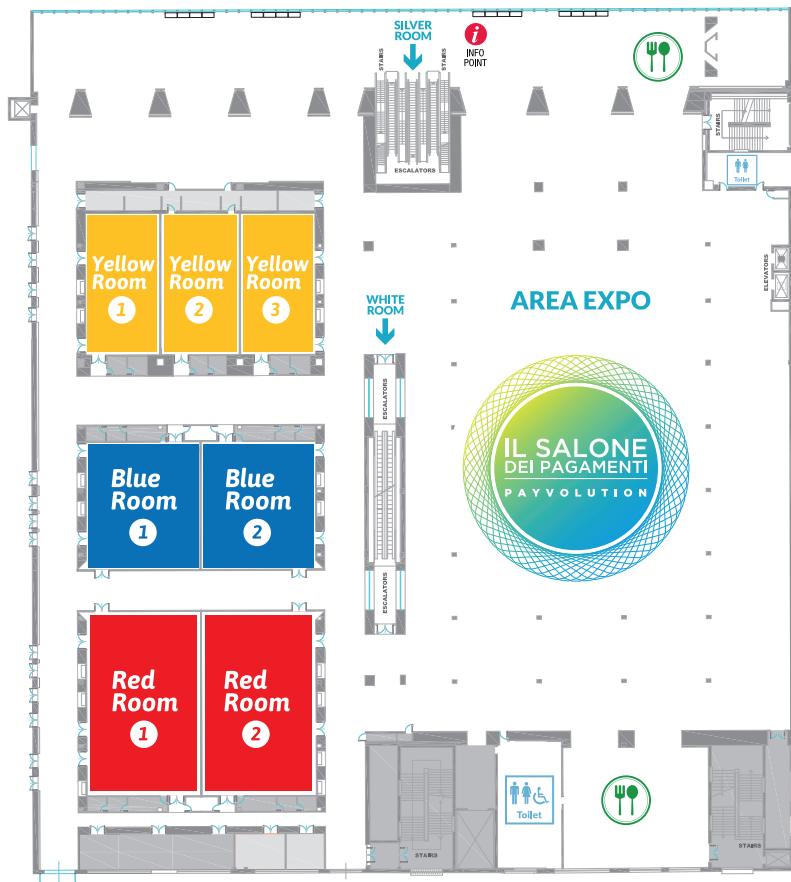 SILVER
ROOM
i
INFO
POINT
STAIRS
STAIRS
ESCALATORS
STAIRS
Toilet
Yellow
Room
1
Yellow
Room
2
Yellow
Room
3
ELEVATORS
WHITE
ROOM
AREA EXPO
ESCALATORS
IL SALONE
DEI PAGAMENTI
PAYVOLUTION
Blue
Room
1
Blue
Room
2
ESCALATORS
Red
Room
1
Red
Room
2
Toilet
STAIRS
STAIRS